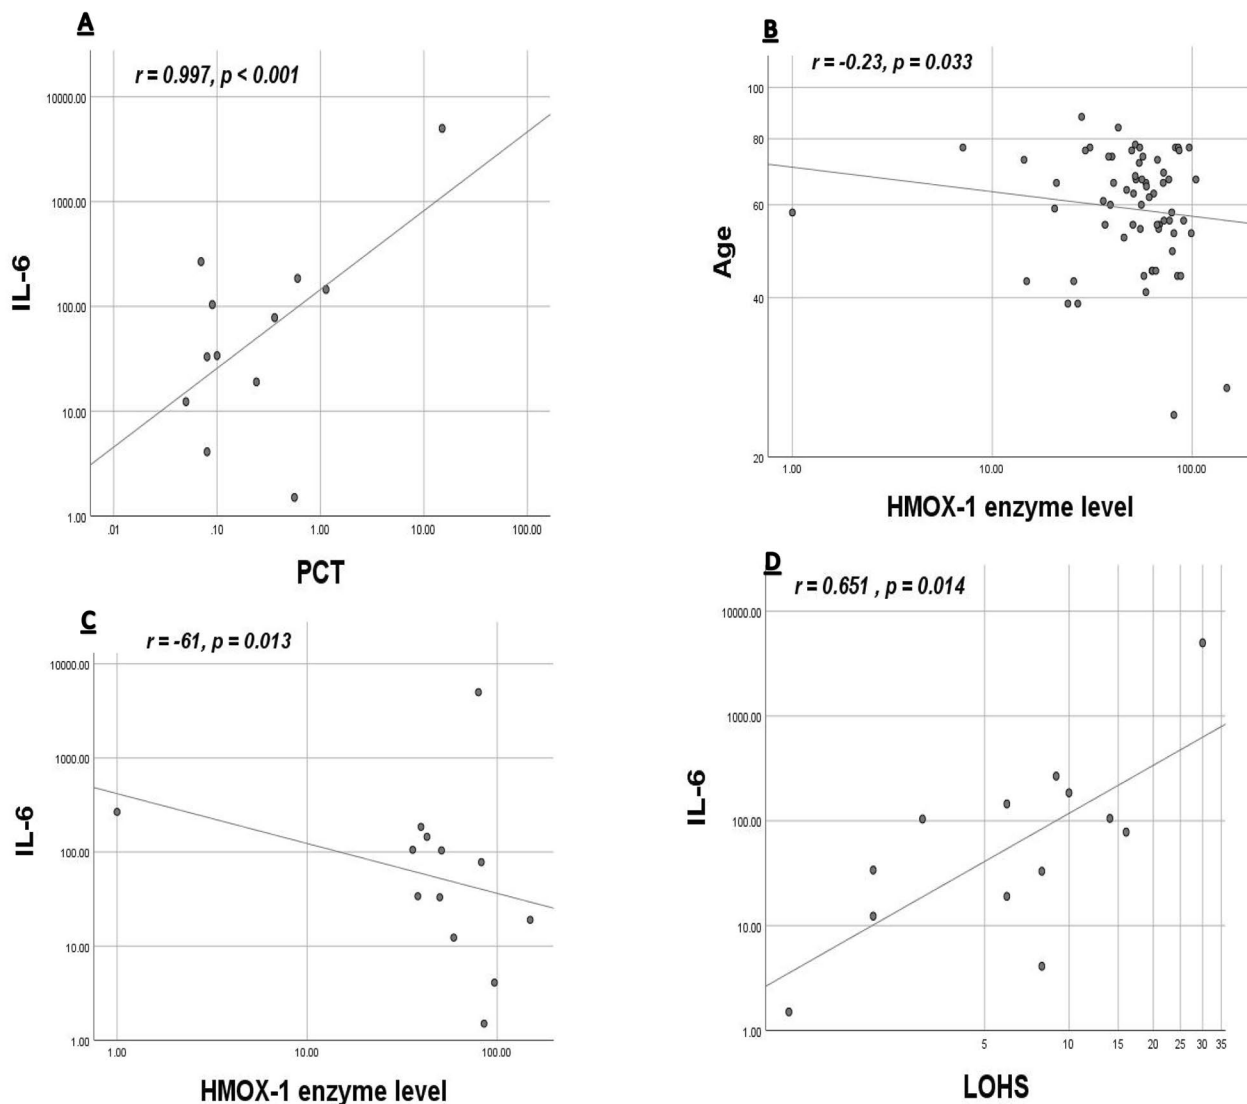 A
r = 0.997, p < 0.001
IL-6
10000.00
1000.00
100.00
10.00
1.00
.01 .10 1.00 10.00 100.00
PCT
B
r = -0.23, p = 0.033
Age
100
80
60
40
20
1.00 10.00 100.00
HMOX-1 enzyme level
C
r = -61, p = 0.013
IL-6
10000.00
1000.00
100.00
10.00
1.00
1.00 10.00 100.00
HMOX-1 enzyme level
D
r = 0.651 , p = 0.014
IL-6
10000.00
1000.00
100.00
10.00
1.00
5 10 15 20 25 30 35
LOHS